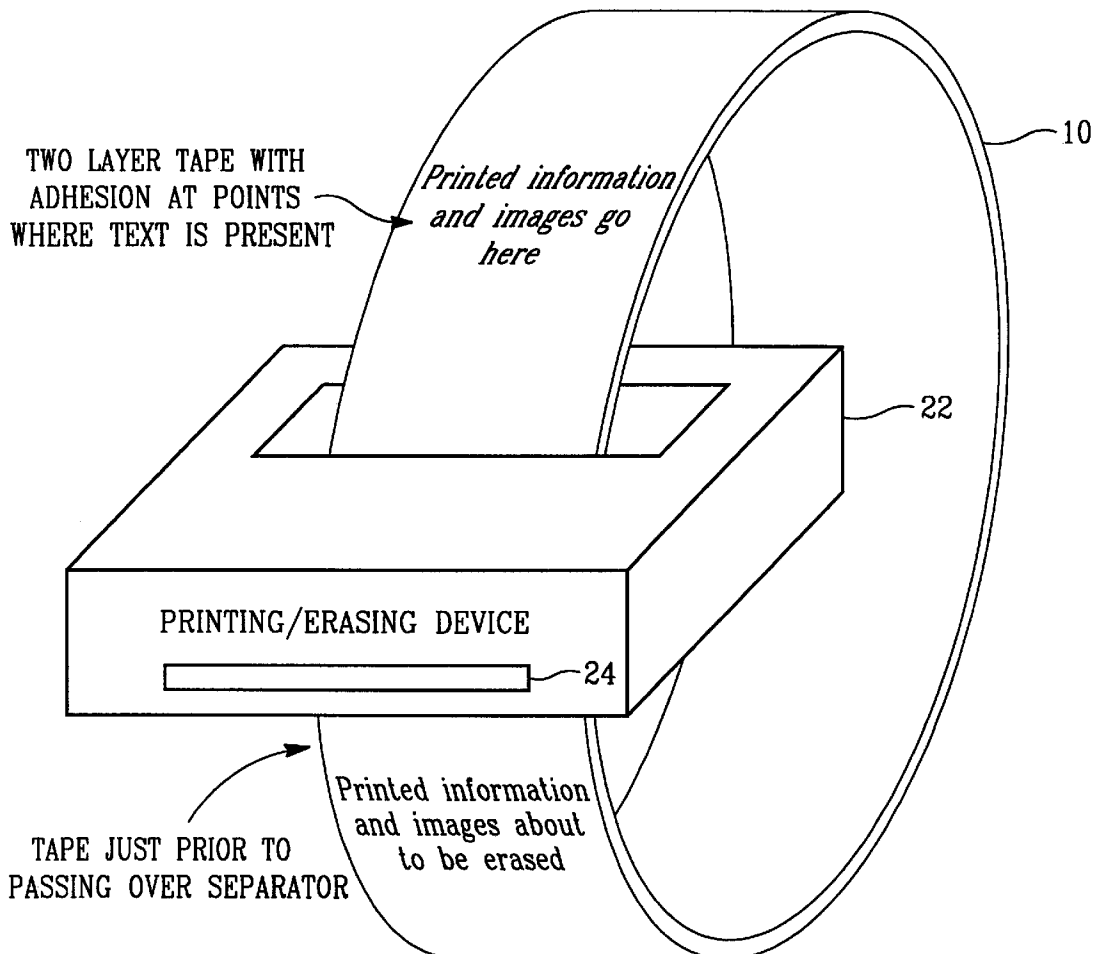 TWO LAYER TAPE WITH
ADHESION AT POINTS
WHERE TEXT IS PRESENT
Printed information
and images go
here
10
22
PRINTING/ERASING DEVICE
24
TAPE JUST PRIOR TO
PASSING OVER SEPARATOR
Printed information
and images about
to be erased